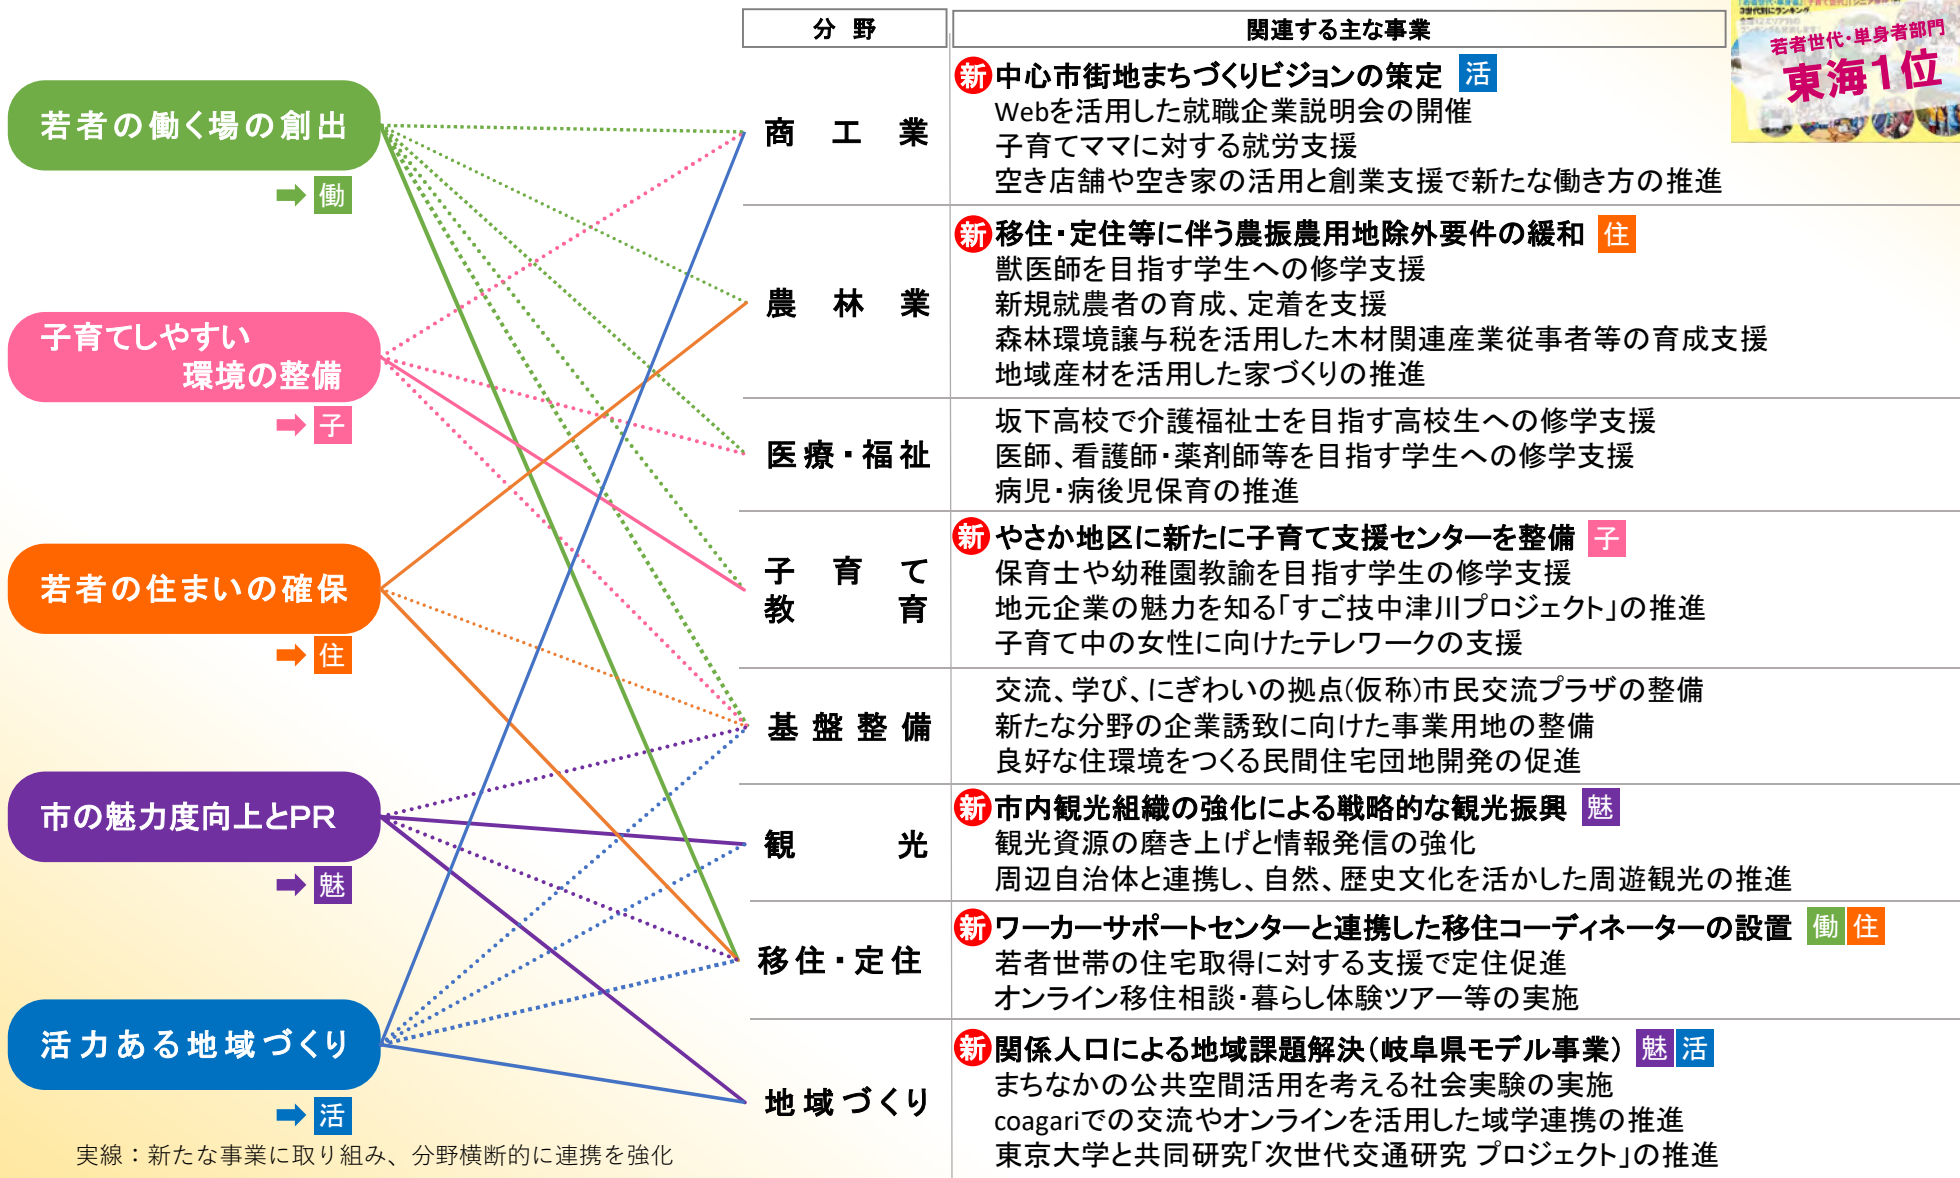 分 野
関連する主な事業
3世代別にランキング
若者世代・単身者部門
東海1位
若者の働く場の創出
働
子育てしやすい
環境の整備
子
若者の住まいの確保
住
市の魅力度向上とPR
魅
活力ある地域づくり
活
実線：新たな事業に取り組み、分野横断的に連携を強化
商 工 業
新 中心市街地まちづくりビジョンの策定 活
Webを活用した就職企業説明会の開催
子育てママに対する就労支援
空き店舗や空き家の活用と創業支援で新たな働き方の推進
農 林 業
新 移住・定住等に伴う農振農用地除外要件の緩和 住
獣医師を目指す学生への修学支援
新規就農者の育成、定着を支援
森林環境譲与税を活用した木材関連産業従事者等の育成支援
地域産材を活用した家づくりの推進
医療・福祉
坂下高校で介護福祉士を目指す高校生への修学支援
医師、看護師・薬剤師等を目指す学生への修学支援
病児・病後児保育の推進
子 育 て
教 育
新 やさか地区に新たに子育て支援センターを整備 子
保育士や幼稚園教諭を目指す学生の修学支援
地元企業の魅力を知る「すご技中津川プロジェクト」の推進
子育て中の女性に向けたテレワークの支援
基盤整備
交流、学び、にぎわいの拠点(仮称)市民交流プラザの整備
新たな分野の企業誘致に向けた事業用地の整備
良好な住環境をつくる民間住宅団地開発の促進
観 光
新 市内観光組織の強化による戦略的な観光振興 魅
観光資源の磨き上げと情報発信の強化
周辺自治体と連携し、自然、歴史文化を活かした周遊観光の推進
移住・定住
新 ワーカーサポートセンターと連携した移住コーディネーターの設置 働 住
若者世帯の住宅取得に対する支援で定住促進
オンライン移住相談・暮らし体験ツアー等の実施
地域づくり
新 関係人口による地域課題解決（岐阜県モデル事業） 魅 活
まちなかの公共空間活用を考える社会実験の実施
coagariでの交流やオンラインを活用した域学連携の推進
東京大学と共同研究「次世代交通研究 プロジェクト」の推進